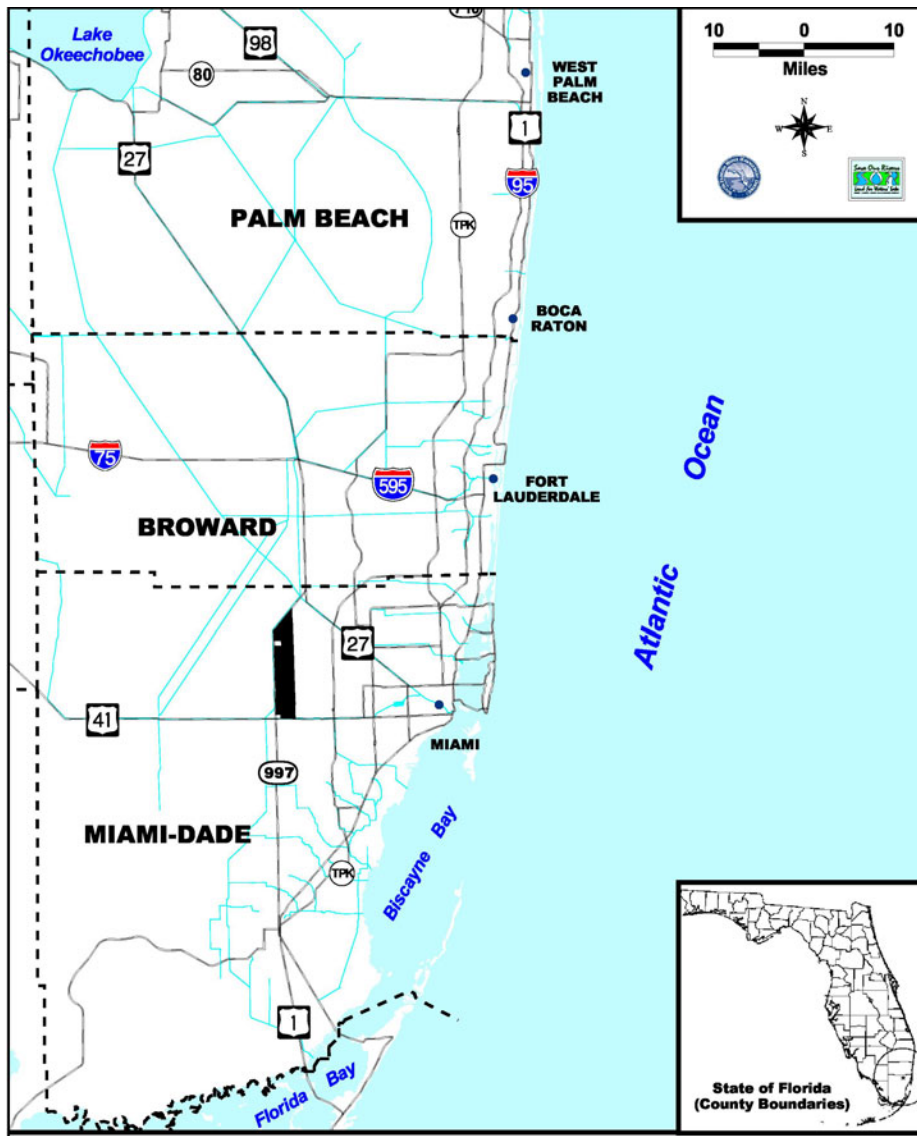 Lake
Okeechobee
98
80
27
10
0
10
Miles
N
W
E
S
WEST
PALM
BEACH
1
95
PALM BEACH
TPK
BOCA
RATON
Atlantic Ocean
75
595
FORT
LAUDERDALE
BROWARD
27
41
MIAMI
997
MIAMI-DADE
TPK
Biscayne Bay
1
Florida Bay
State of Florida
(County Boundaries)